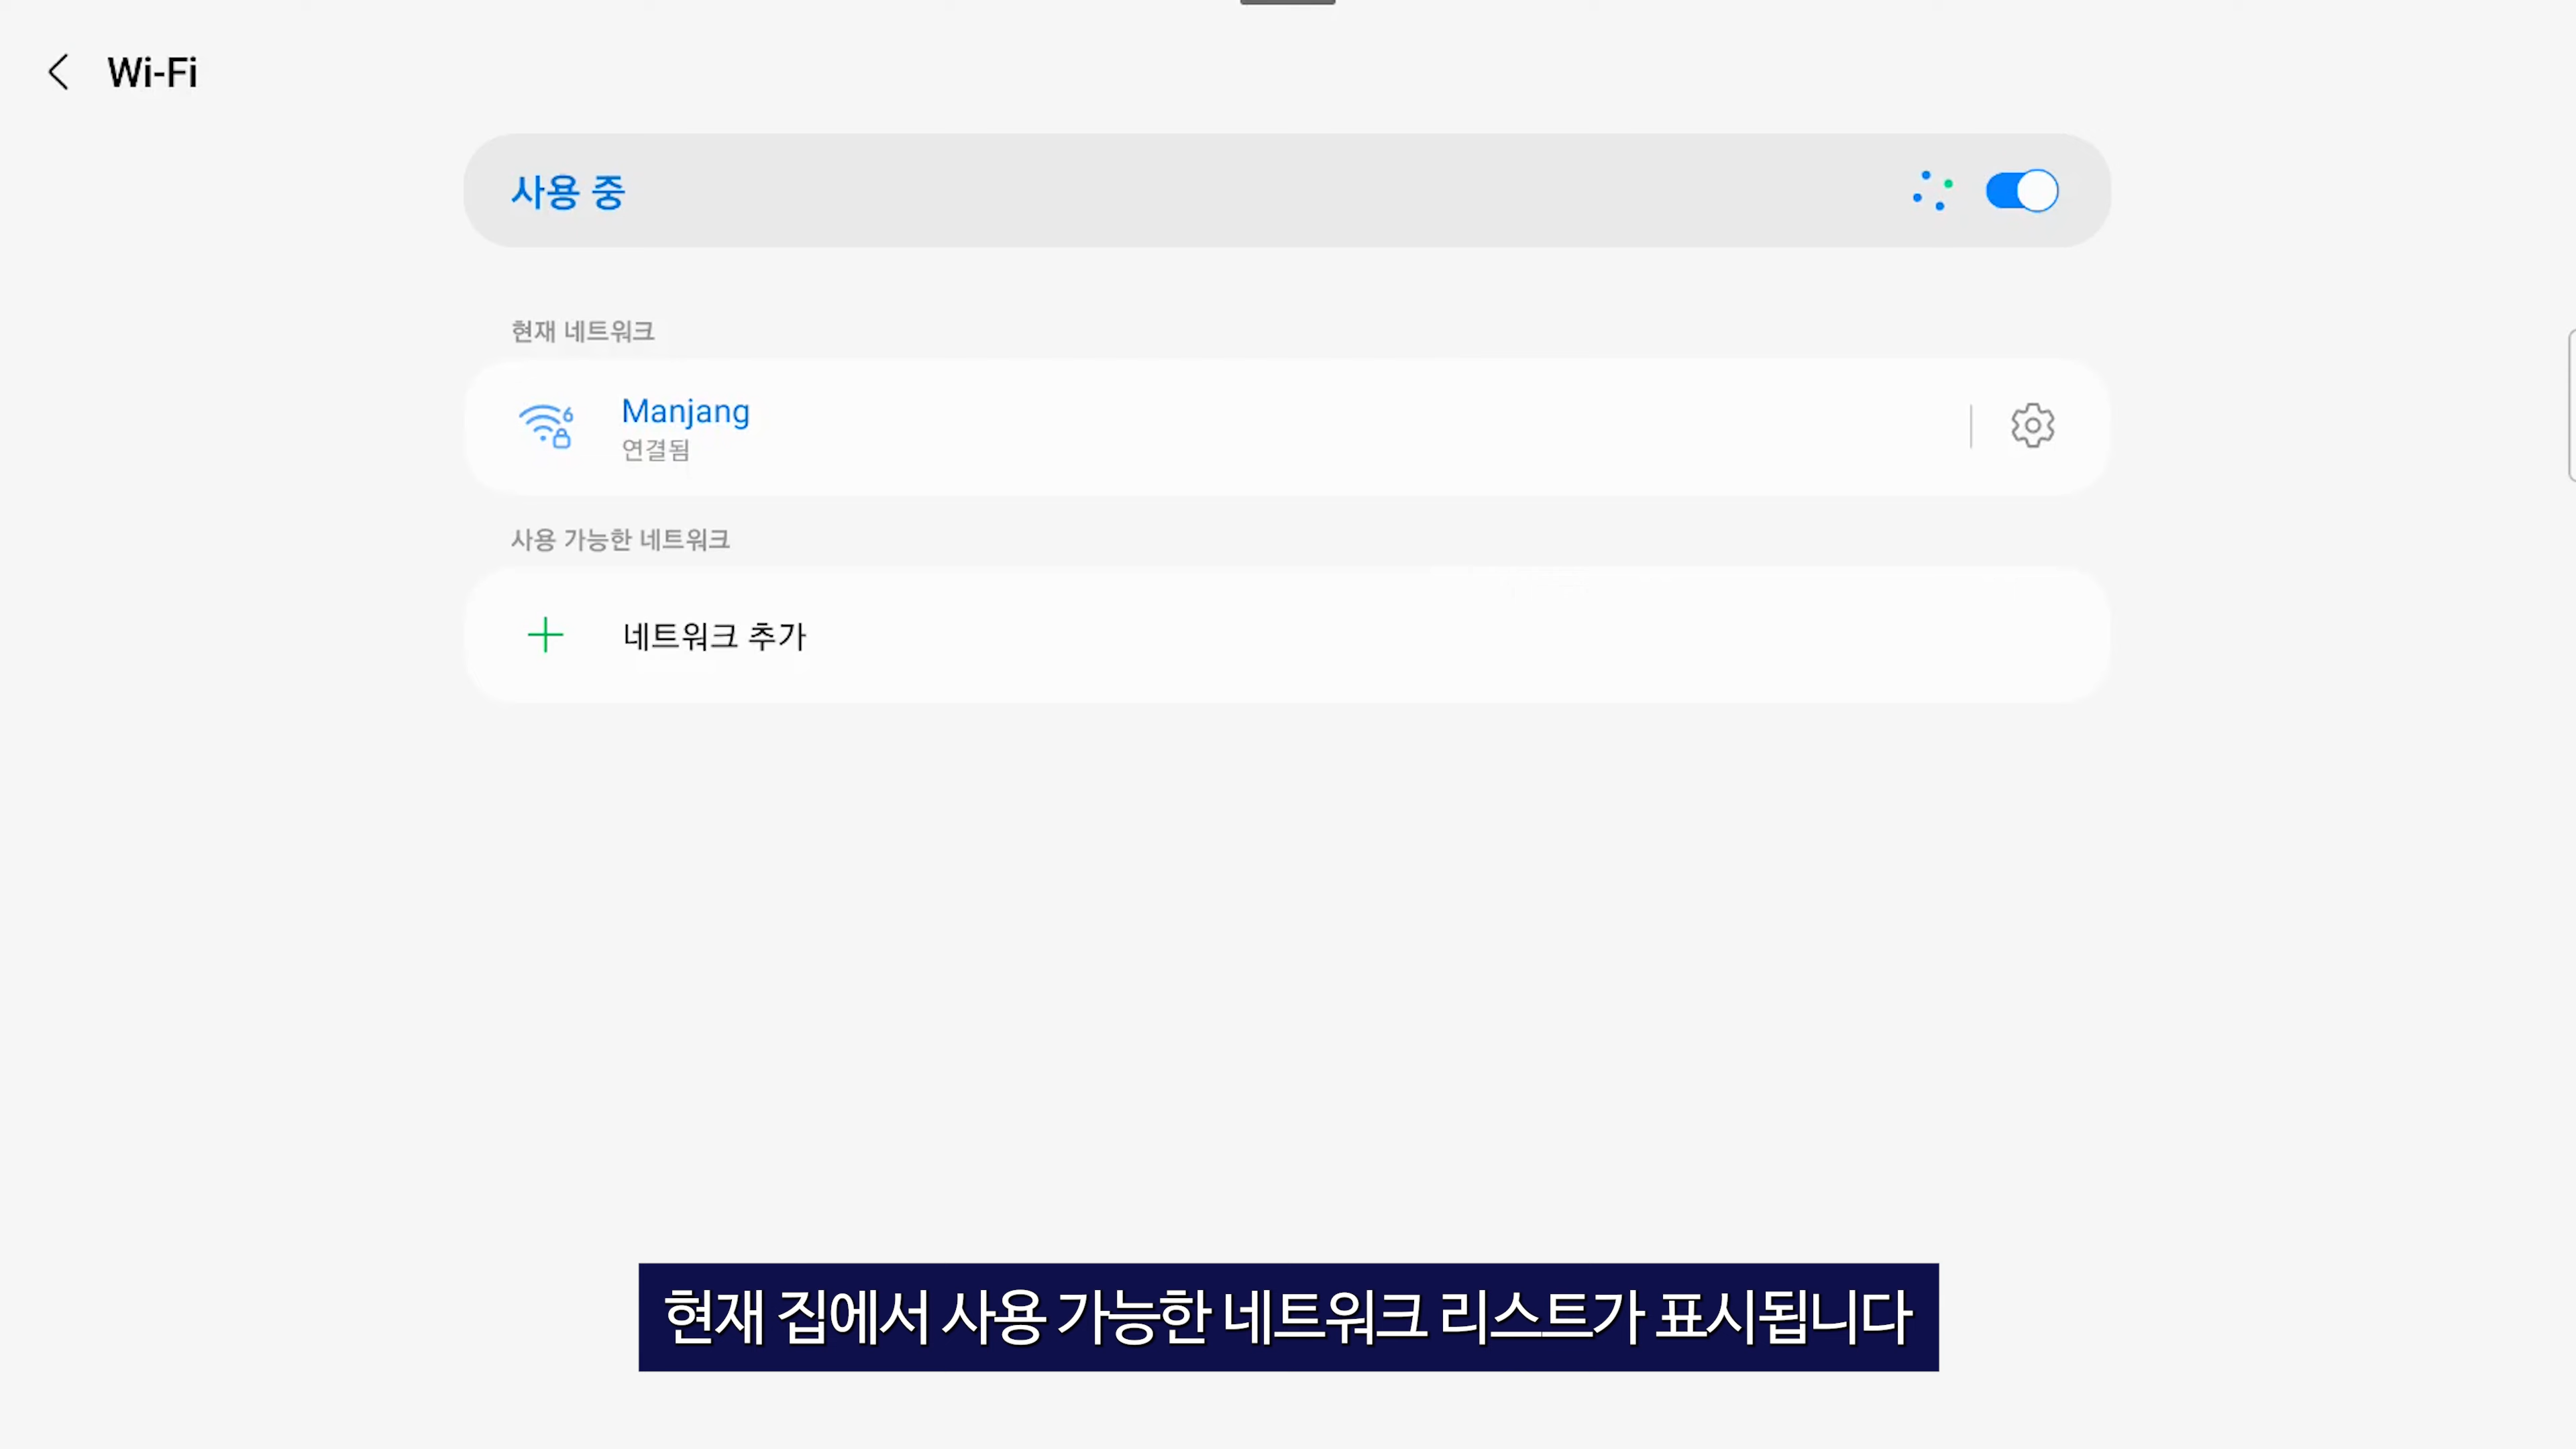 Wi-Fi
사용 중
현재 네트워크
6
Manjang
연결됨
사용 가능한 네트워크
네트워크 추가
현재 집에서 사용 가능한 네트워크 리스트가 표시됩니다